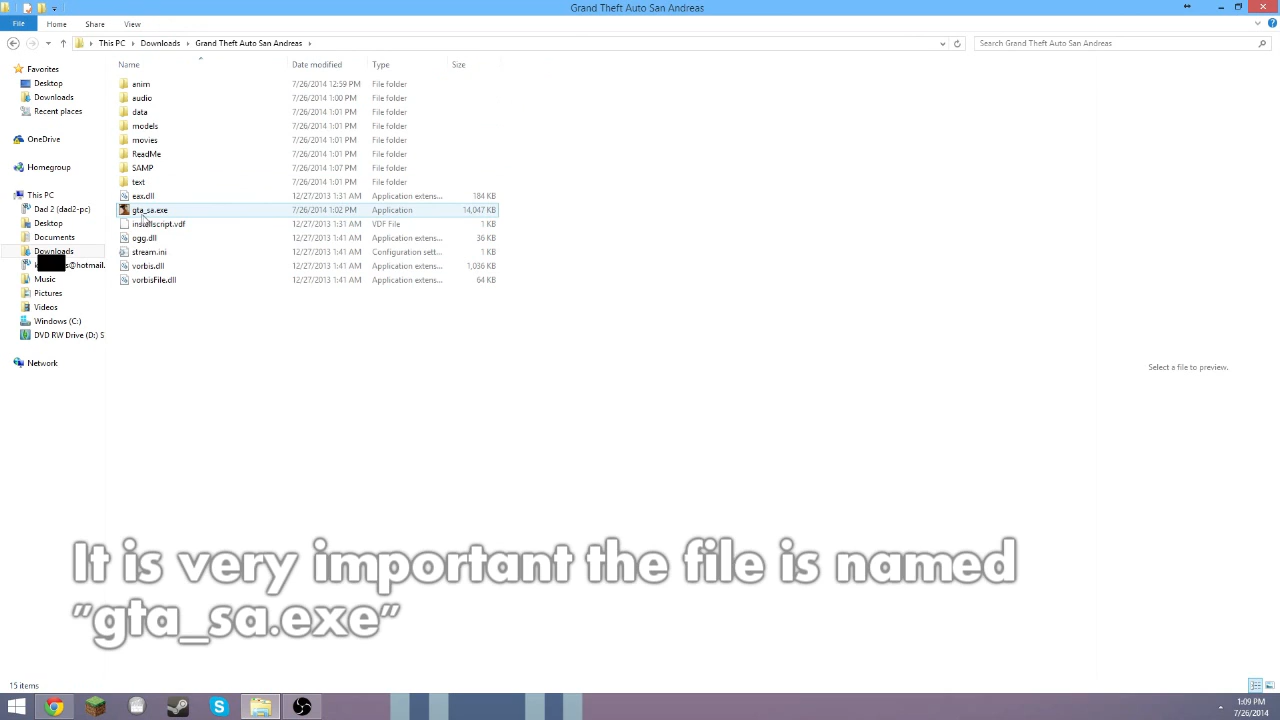 Grand Theft Auto San Andreas
File Home Share View
This PC Downloads Grand Theft Auto San Andreas
Search Grand Theft Auto San Andreas
Name Date modified Type Size
Favorites
Desktop
Downloads
Recent places
OneDrive
Homegroup
This PC
Dad 2 (dad2-pc)
Desktop
Documents
Downloads
s@hotmail.
Music
Pictures
Videos
Windows (C:)
DVD RW Drive (D:) S
Network
anim 7/26/2014 12:59 PM File folder
audio 7/26/2014 1:00 PM File folder
data 7/26/2014 1:01 PM File folder
models 7/26/2014 1:01 PM File folder
movies 7/26/2014 1:01 PM File folder
ReadMe 7/26/2014 1:01 PM File folder
SAMP 7/26/2014 1:07 PM File folder
text 7/26/2014 1:01 PM File folder
eax.dll 12/27/2013 1:31 AM Application extens... 184 KB
gta_sa.exe 7/26/2014 1:02 PM Application 14,047 KB
installscript.vdf 12/27/2013 1:31 AM VDF File 1 KB
ogg.dll 12/27/2013 1:41 AM Application extens... 36 KB
stream.ini 12/27/2013 1:41 AM Configuration sett... 1 KB
vorbis.dll 12/27/2013 1:41 AM Application extens... 1,036 KB
vorbisFile.dll 12/27/2013 1:41 AM Application extens... 64 KB
Select a file to preview.
It is very important the file is named
"gta_sa.exe"
15 items
1:09 PM
7/26/2014